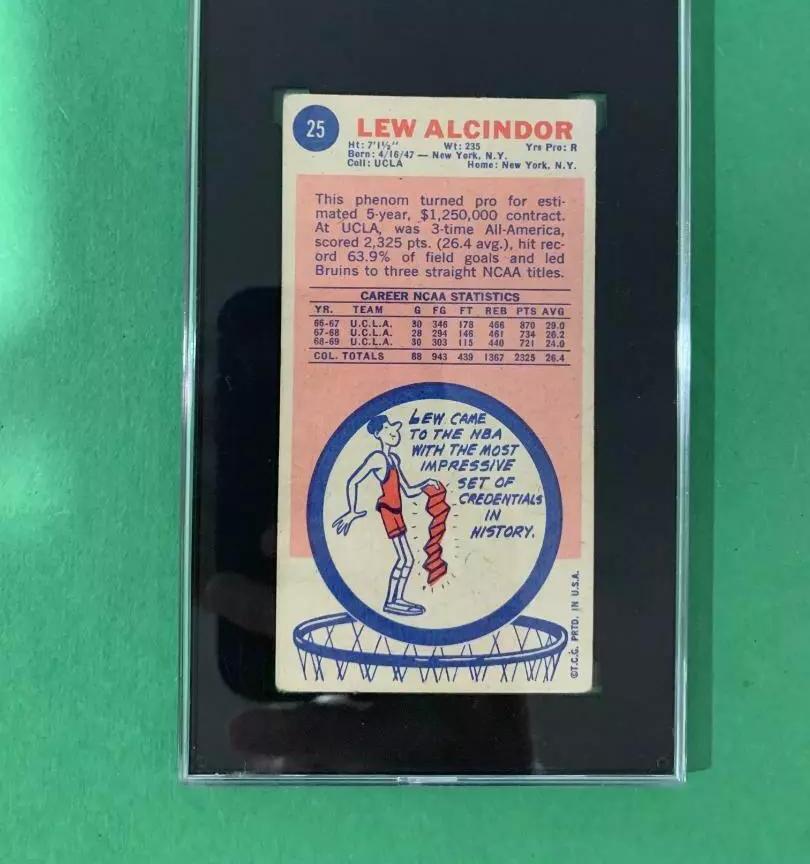 25
LEW ALCINDOR
Ht: 7'1½" Wt: 235 Yrs Pro: R
Born: 4/16/47 — New York, N.Y.
Coll: UCLA Home: New York, N.Y.
This phenom turned pro for esti-
mated 5-year, $1,250,000 contract.
At UCLA, was 3-time All-America,
scored 2,325 pts. (26.4 avg.), hit rec-
ord 63.9% of field goals and led
Bruins to three straight NCAA titles.
CAREER NCAA STATISTICS
YR. TEAM G FG FT REB PTS AVG
66-67 U.C.L.A. 30 346 178 466 870 29.0
67-68 U.C.L.A. 28 294 146 461 734 26.2
68-69 U.C.L.A. 30 303 115 440 721 24.0
COL. TOTALS 88 943 439 1367 2325 26.4
LEW CAME
TO THE NBA
WITH THE MOST
IMPRESSIVE
SET OF
CREDENTIALS
IN
HISTORY.
©T.C.G. PRTD. IN U.S.A.